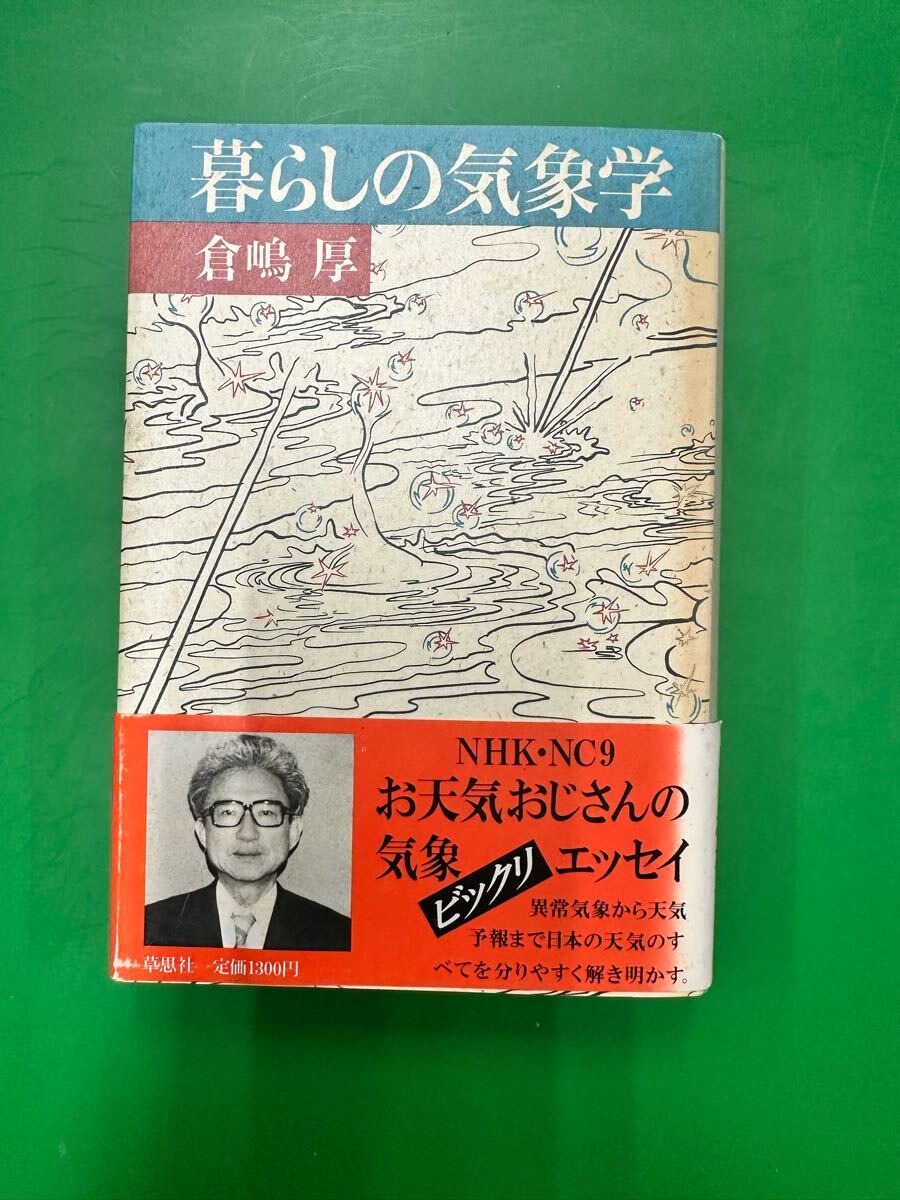 暮らしの気象学
倉嶋 厚
NHK・NC9
お天気おじさんの
気象ビックリエッセイ
異常気象から天気
予報まで日本の天気のす
べてを分りやすく解き明かす。
草思社 定価1300円